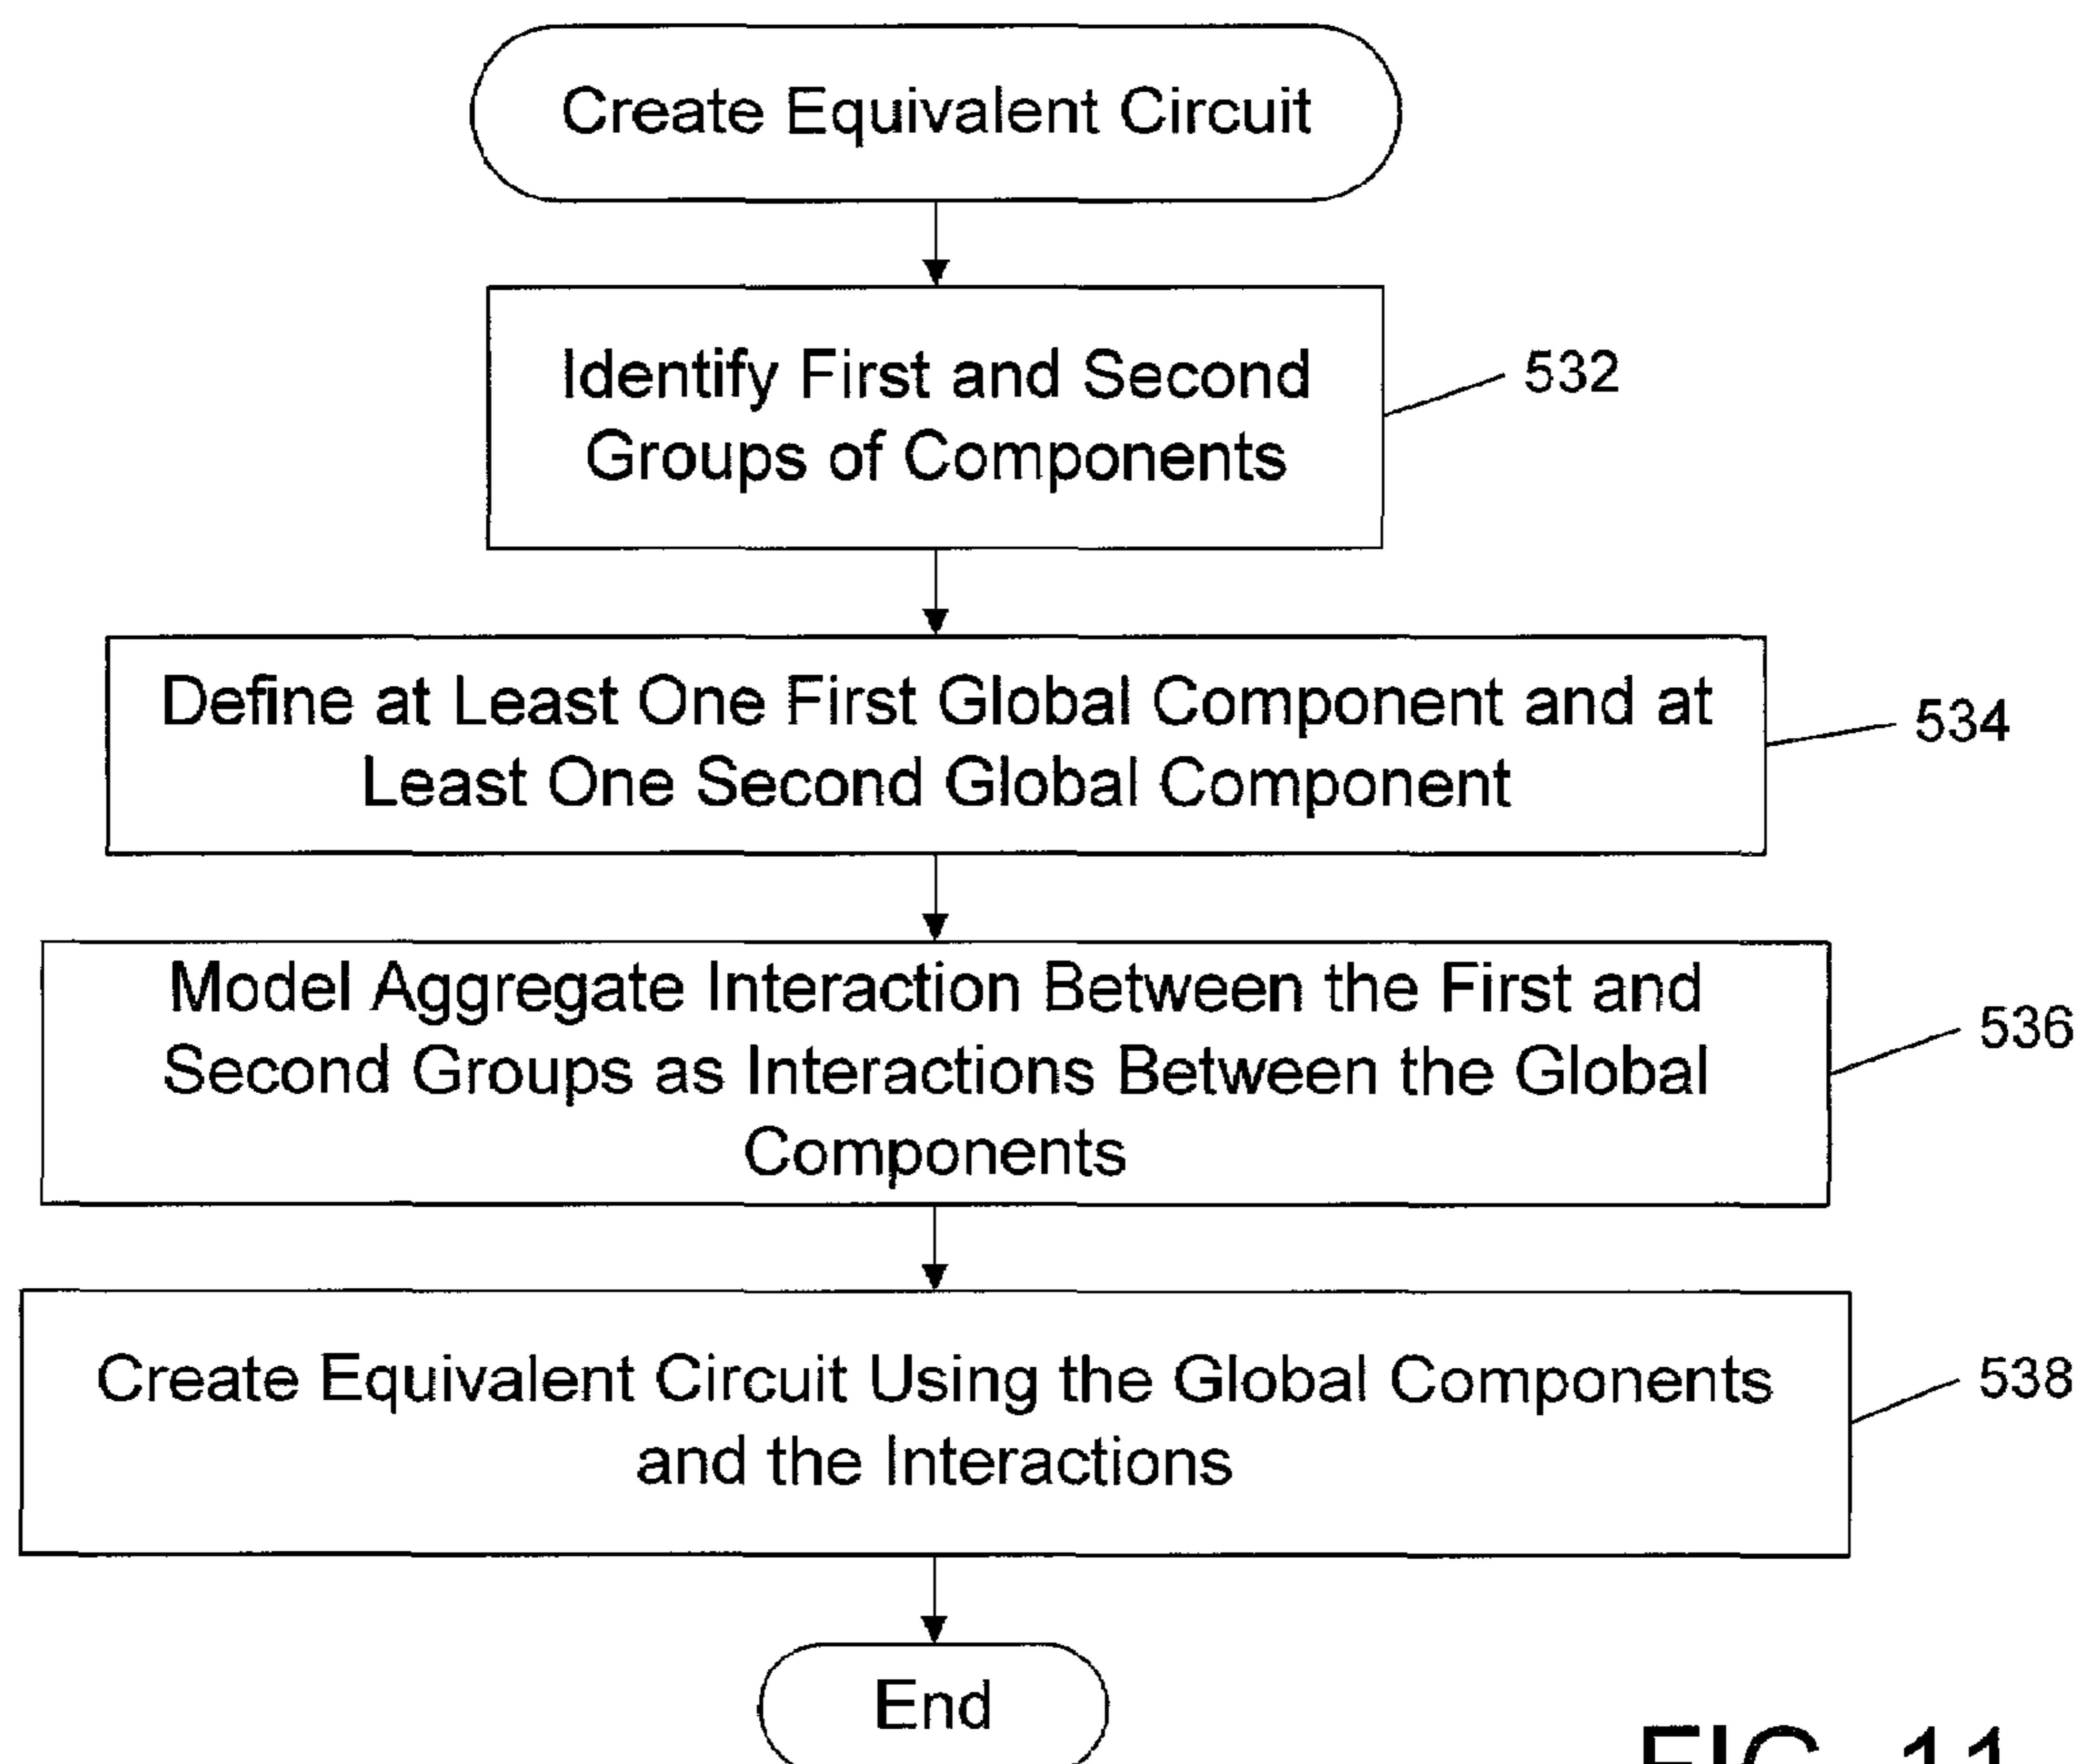 Create Equivalent Circuit
Identify First and Second
Groups of Components
532
Define at Least One First Global Component and at
Least One Second Global Component
534
Model Aggregate Interaction Between the First and
Second Groups as Interactions Between the Global
Components
536
Create Equivalent Circuit Using the Global Components
and the Interactions
538
End
FIG. 11